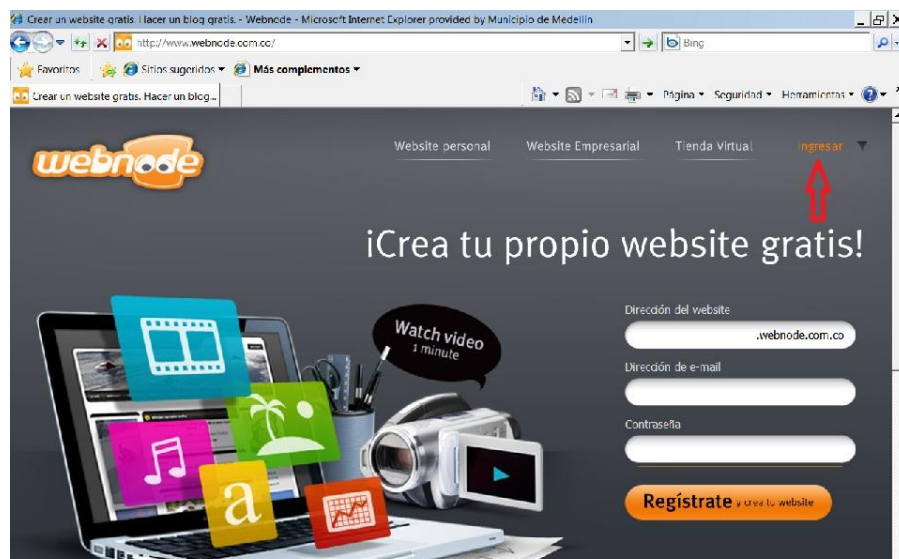 Crear un website gratis. Hacer un blog gratis. - Webnode - Microsoft Internet Explorer provided by Municipio de Medellin
http://www.webnode.com.co/
Bing
Favoritos Sitios sugeridos Más complementos
Crear un website gratis. Hacer un blog...
Página Seguridad Herramientas
webnode
Website personal Website Empresarial Tienda Virtual Ingresar
¡Crea tu propio website gratis!
Watch video
1 minute
Dirección del website
.webnode.com.co
Dirección de e-mail
Contraseña
a
Regístrate y crea tu website